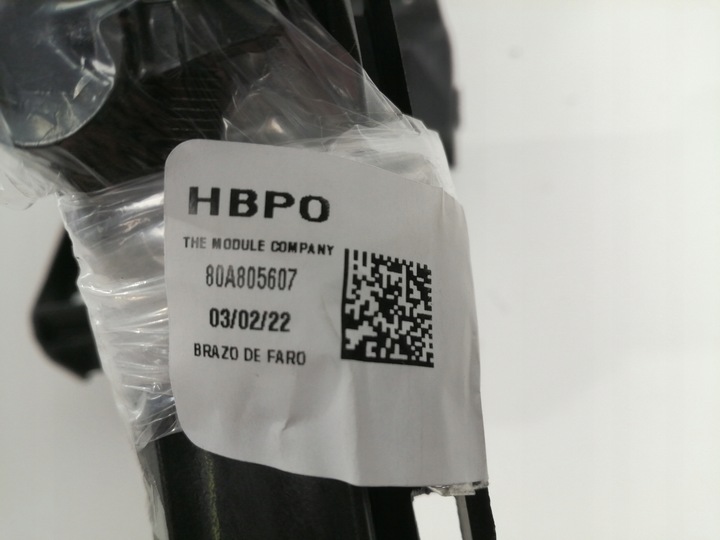 HBPO
THE MODULE COMPANY
80A805607
03/02/22
BRAZO DE FARO